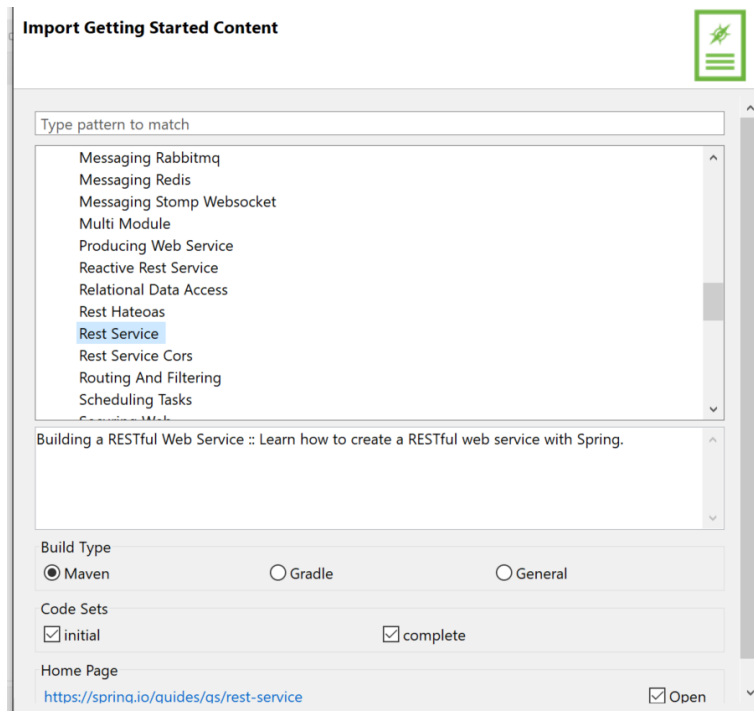 Import Getting Started Content
Type pattern to match
Messaging Rabbitmq
Messaging Redis
Messaging Stomp Websocket
Multi Module
Producing Web Service
Reactive Rest Service
Relational Data Access
Rest Hateoas
Rest Service
Rest Service Cors
Routing And Filtering
Scheduling Tasks
Securing Web
Building a RESTful Web Service :: Learn how to create a RESTful web service with Spring.
Build Type
Maven Gradle General
Code Sets
initial complete
Home Page
https://spring.io/guides/gs/rest-service Open